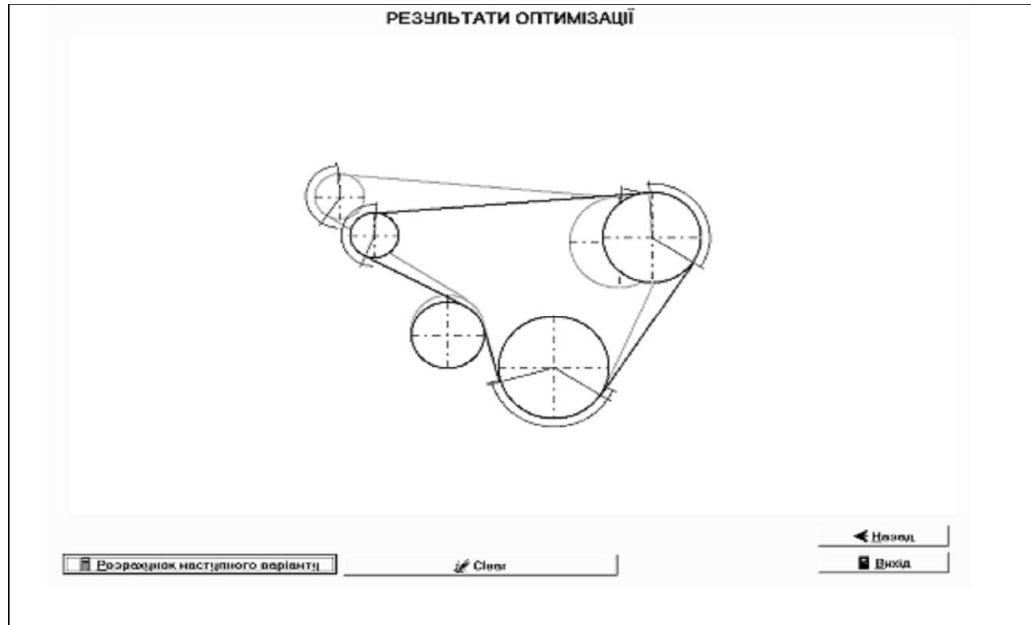 РЕЗУЛЬТАТИ ОПТИМІЗАЦІЇ
Назад
Розрахунок наступного варіанту
Clear
Вихід